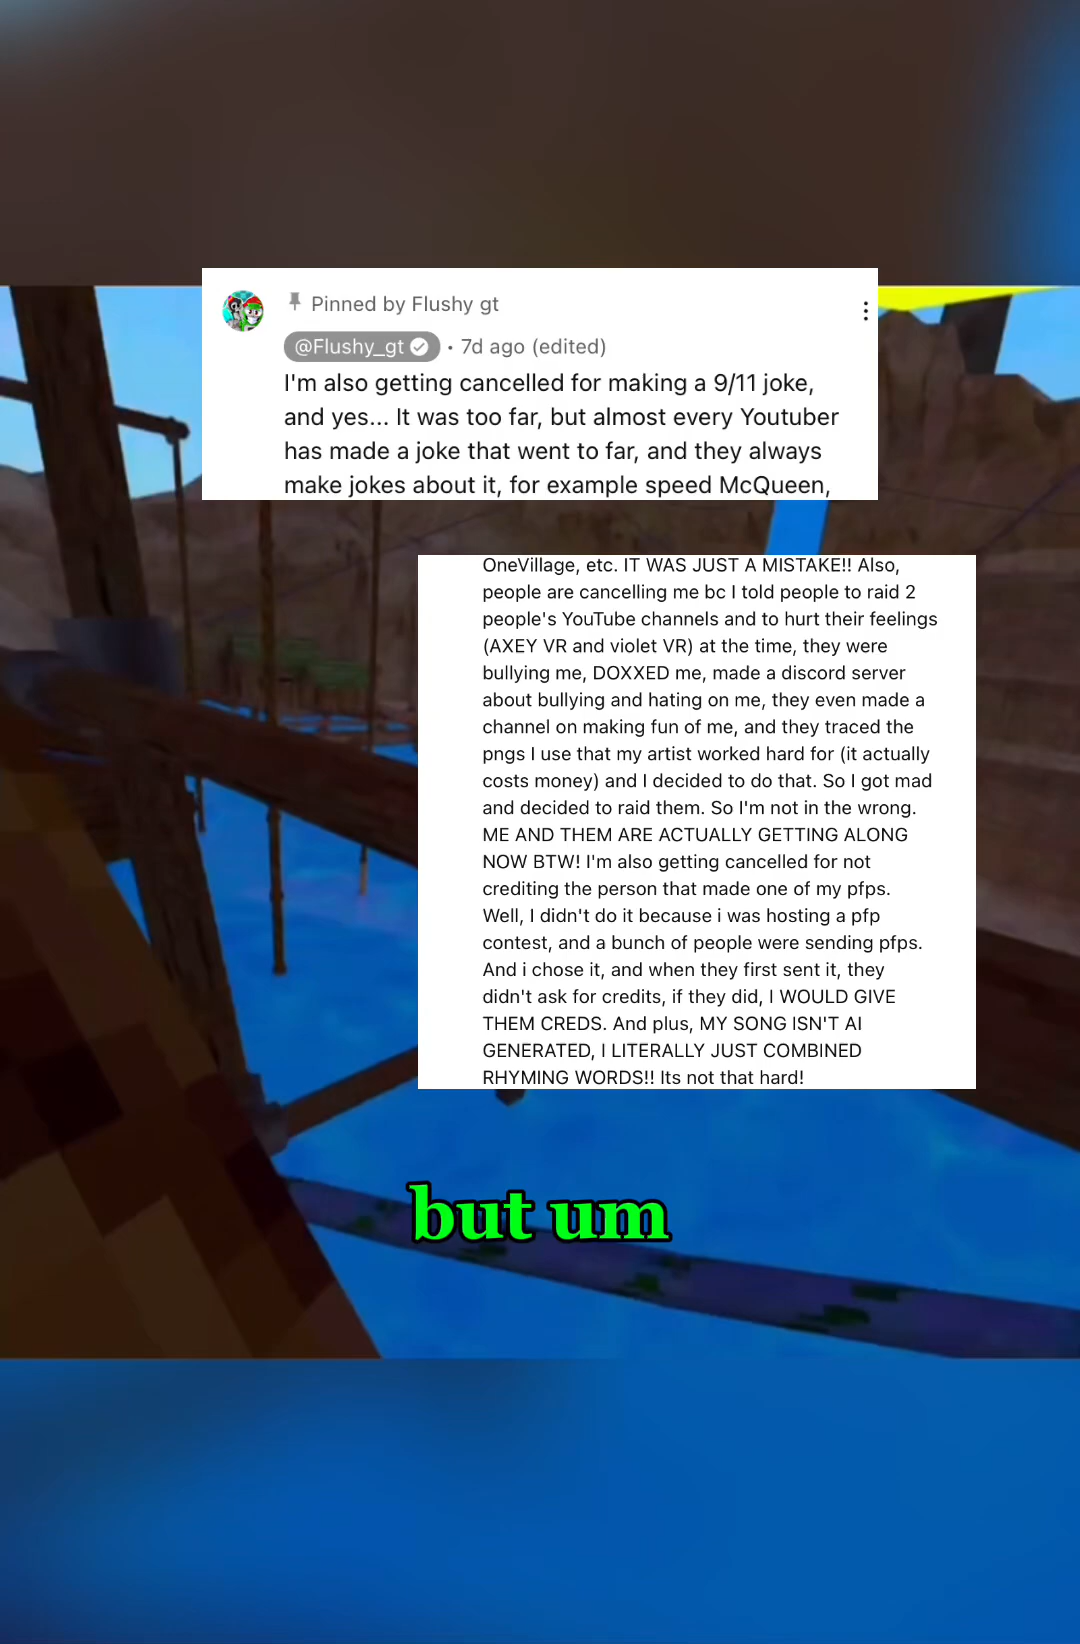 Pinned by Flushy gt
@Flushy_gt • 7d ago (edited)
I'm also getting cancelled for making a 9/11 joke,
and yes... It was too far, but almost every Youtuber
has made a joke that went to far, and they always
make jokes about it, for example speed McQueen,
OneVillage, etc. IT WAS JUST A MISTAKE!! Also,
people are cancelling me bc I told people to raid 2
people's YouTube channels and to hurt their feelings
(AXEY VR and violet VR) at the time, they were
bullying me, DOXXED me, made a discord server
about bullying and hating on me, they even made a
channel on making fun of me, and they traced the
pngs I use that my artist worked hard for (it actually
costs money) and I decided to do that. So I got mad
and decided to raid them. So I'm not in the wrong.
ME AND THEM ARE ACTUALLY GETTING ALONG
NOW BTW! I'm also getting cancelled for not
crediting the person that made one of my pfps.
Well, I didn't do it because i was hosting a pfp
contest, and a bunch of people were sending pfps.
And i chose it, and when they first sent it, they
didn't ask for credits, if they did, I WOULD GIVE
THEM CREDS. And plus, MY SONG ISN'T AI
GENERATED, I LITERALLY JUST COMBINED
RHYMING WORDS!! Its not that hard!
but um